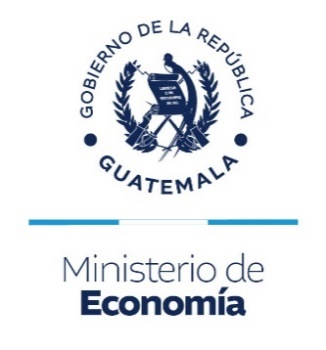 GOBIERNO DE LA REPÚBLICA
GUATEMALA
Ministerio de
Economía